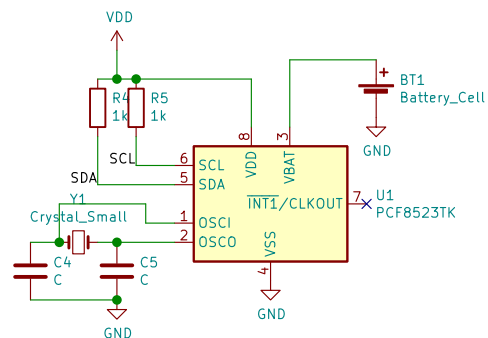 VDD
R4
1k
R5
1k
BT1
Battery_Cell
GND
8
3
VDD
VBAT
SCL
6
SCL
SDA
5
SDA
INT1/CLKOUT
7
U1
PCF8523TK
Y1
Crystal_Small
1
OSCI
2
OSCO
VSS
4
C4
C
C5
C
GND
GND